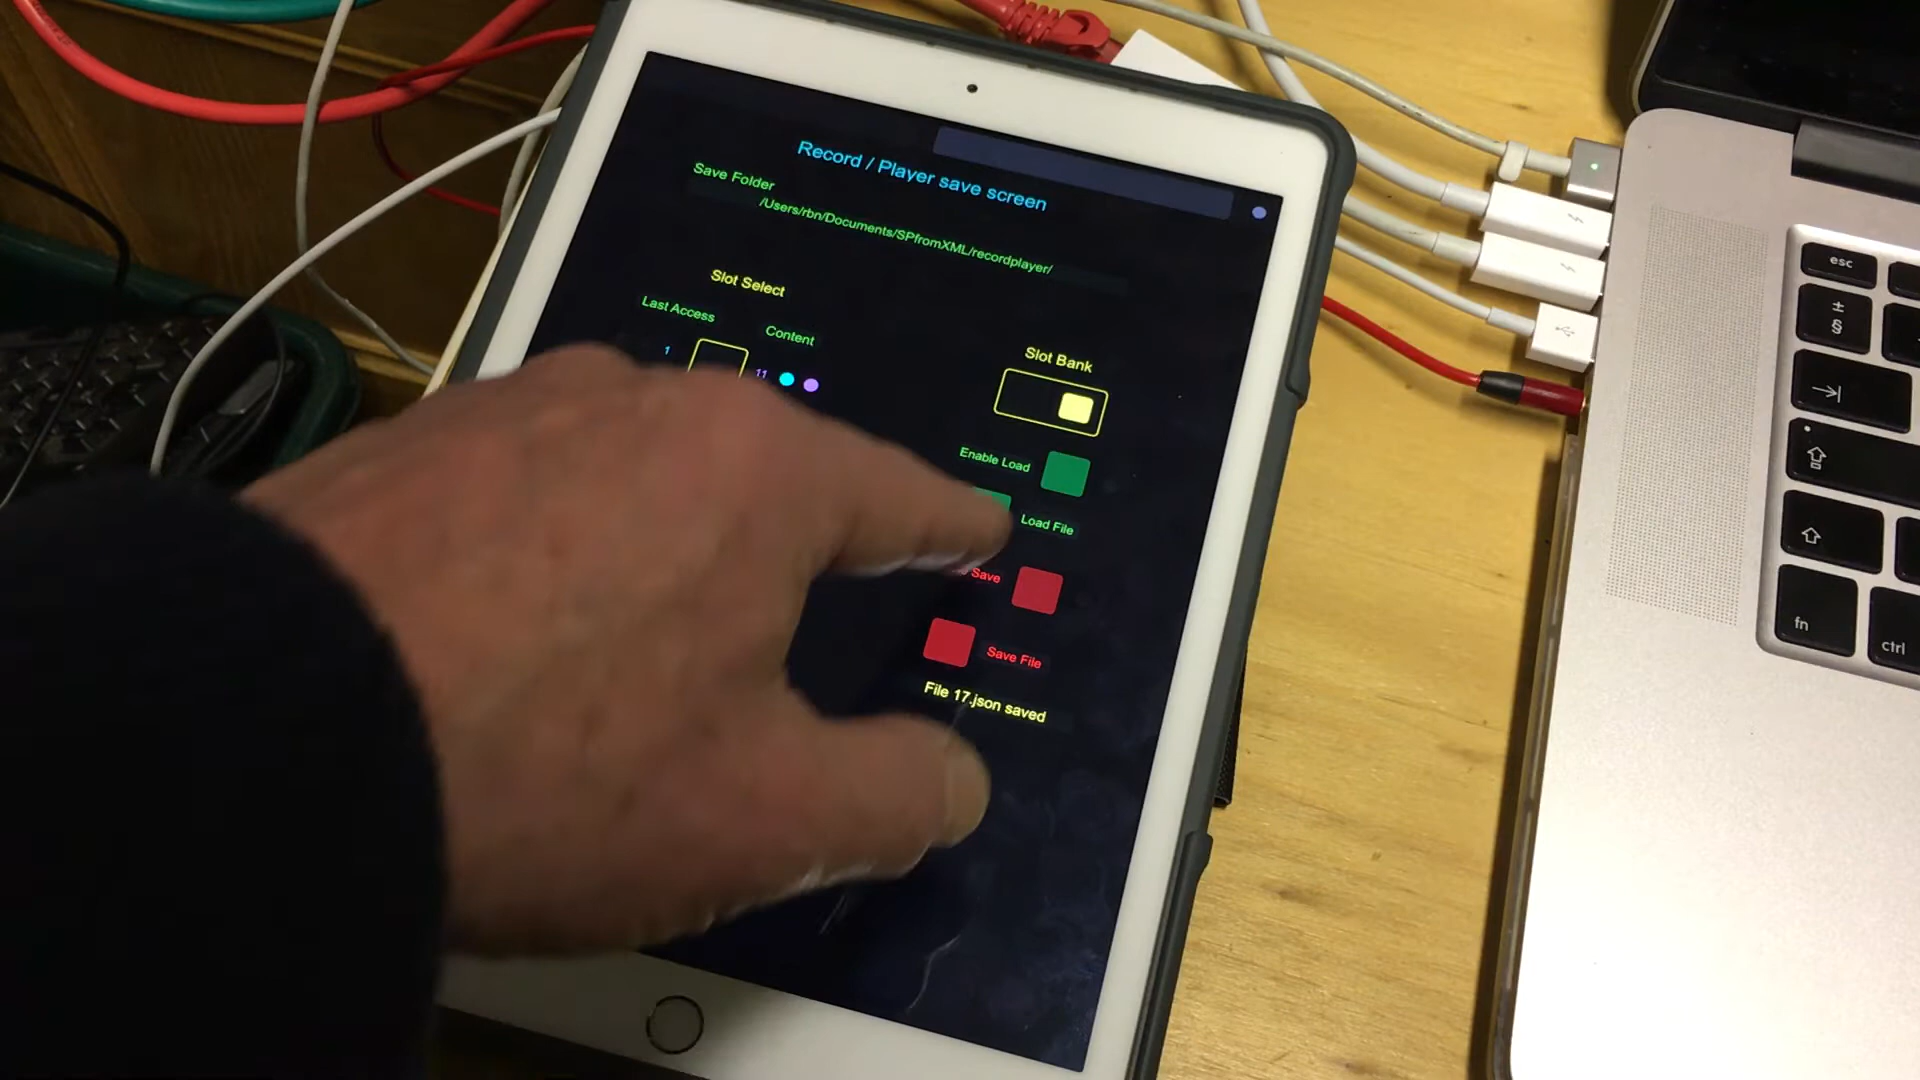 Record / Player save screen
Save Folder
/Users/rbn/Documents/SPfromXML/recordplayer/
Slot Select
Last Access
Content
1
11
Slot Bank
Enable Load
Load File
Save
Save File
File 17.json saved
esc
±
§
fn
ctrl